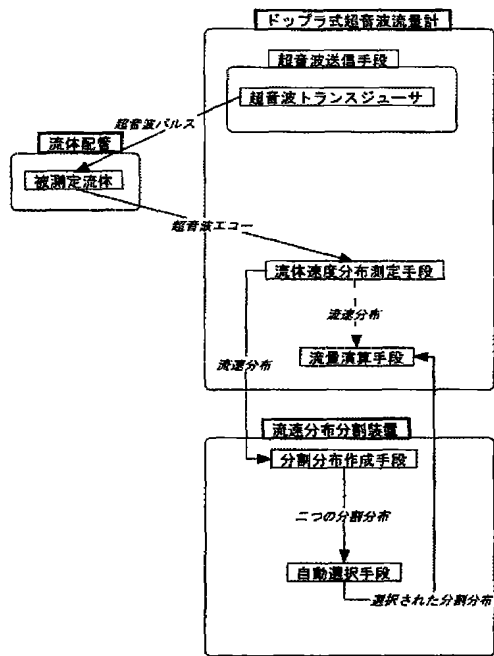 ドップラ式超音波流量計
超音波送信手段
超音波トランスジューサ
超音波パルス
流体配管
被測定流体
超音波エコー
流体速度分布測定手段
流速分布
流量演算手段
流速分布
流速分布分割装置
分割分布作成手段
二つの分割分布
自動選択手段
選択された分割分布